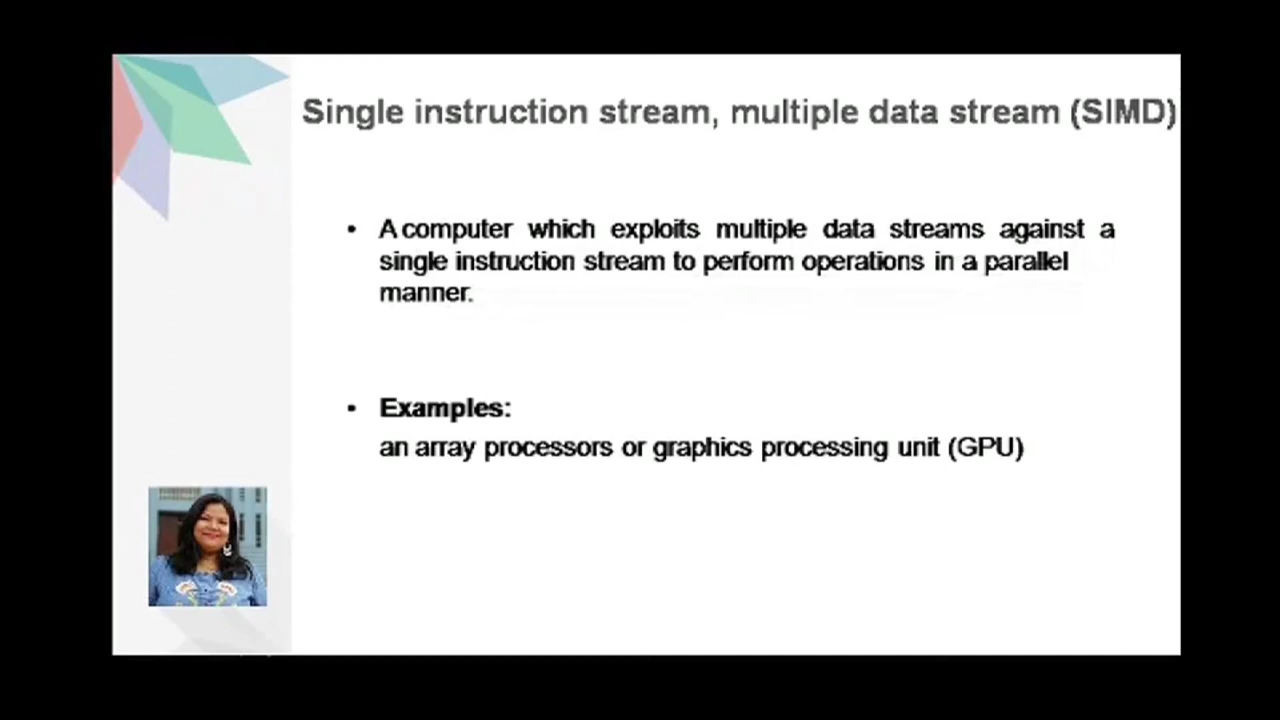 Single instruction stream, multiple data stream (SIMD)
• A computer which exploits multiple data streams against a
single instruction stream to perform operations in a parallel
manner.
• Examples:
an array processors or graphics processing unit (GPU)